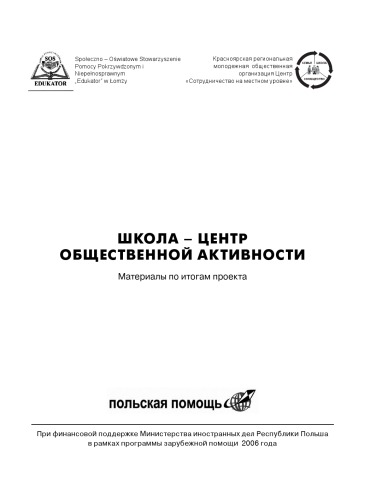 SOS
EDUKATOR
Społeczno – Oświatowe Stowarzyszenie
Pomocy Pokrzywdzonym i
Niepełnosprawnym
„Edukator" w Łomży
Красноярская региональная
молодежная общественная
организация Центр
«Сотрудничество на местном уровне»
ШКОЛА – ЦЕНТР
ОБЩЕСТВЕННОЙ АКТИВНОСТИ
Материалы по итогам проекта
ПОЛЬСКАЯ ПОМОЩЬ
При финансовой поддержке Министерства иностранных дел Республики Польша
в рамках программы зарубежной помощи 2006 года